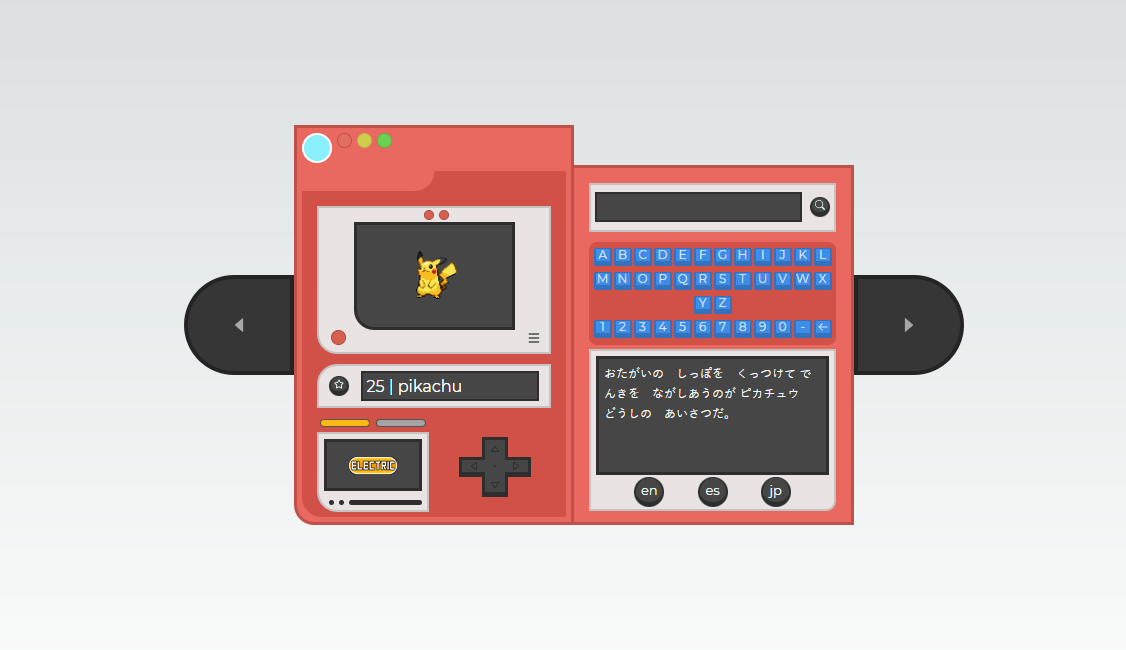 25 | pikachu
ELECTRIC
A B C D E F G H I J K L
M N O P Q R S T U V W X
Y Z
1 2 3 4 5 6 7 8 9 0 - ←
おたがいの　しっぽを　くっつけて で
んきを　ながしあうのが ピカチュウ
どうしの　あいさつだ。
en es jp